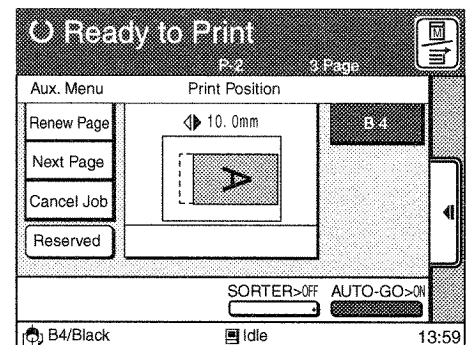 Ready to Print
P-2 3 Page
Aux. Menu Print Position
Renew Page
10. 0mm
B4
Next Page
Cancel Job
A
Reserved
SORTER>OFF AUTO-GO>ON
B4/Black Idle 13:59
M